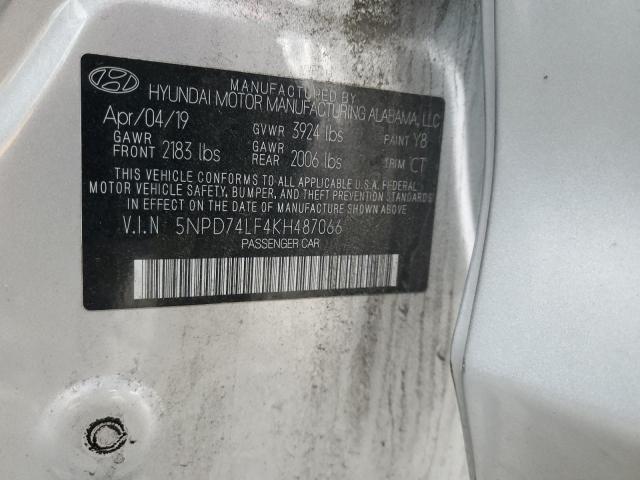 MANUFACTURED BY
HYUNDAI MOTOR MANUFACTURING ALABAMA, LLC
Apr/04/19 GVWR 3924 lbs PAINT Y8
GAWR FRONT 2183 lbs GAWR REAR 2006 lbs TRIM CT
THIS VEHICLE CONFORMS TO ALL APPLICABLE U.S.A. FEDERAL
MOTOR VEHICLE SAFETY, BUMPER, AND THEFT PREVENTION STANDARDS
IN EFFECT ON THE DATE OF MANUFACTURE SHOWN ABOVE.
V.I.N 5NPD74LF4KH487066
PASSENGER CAR